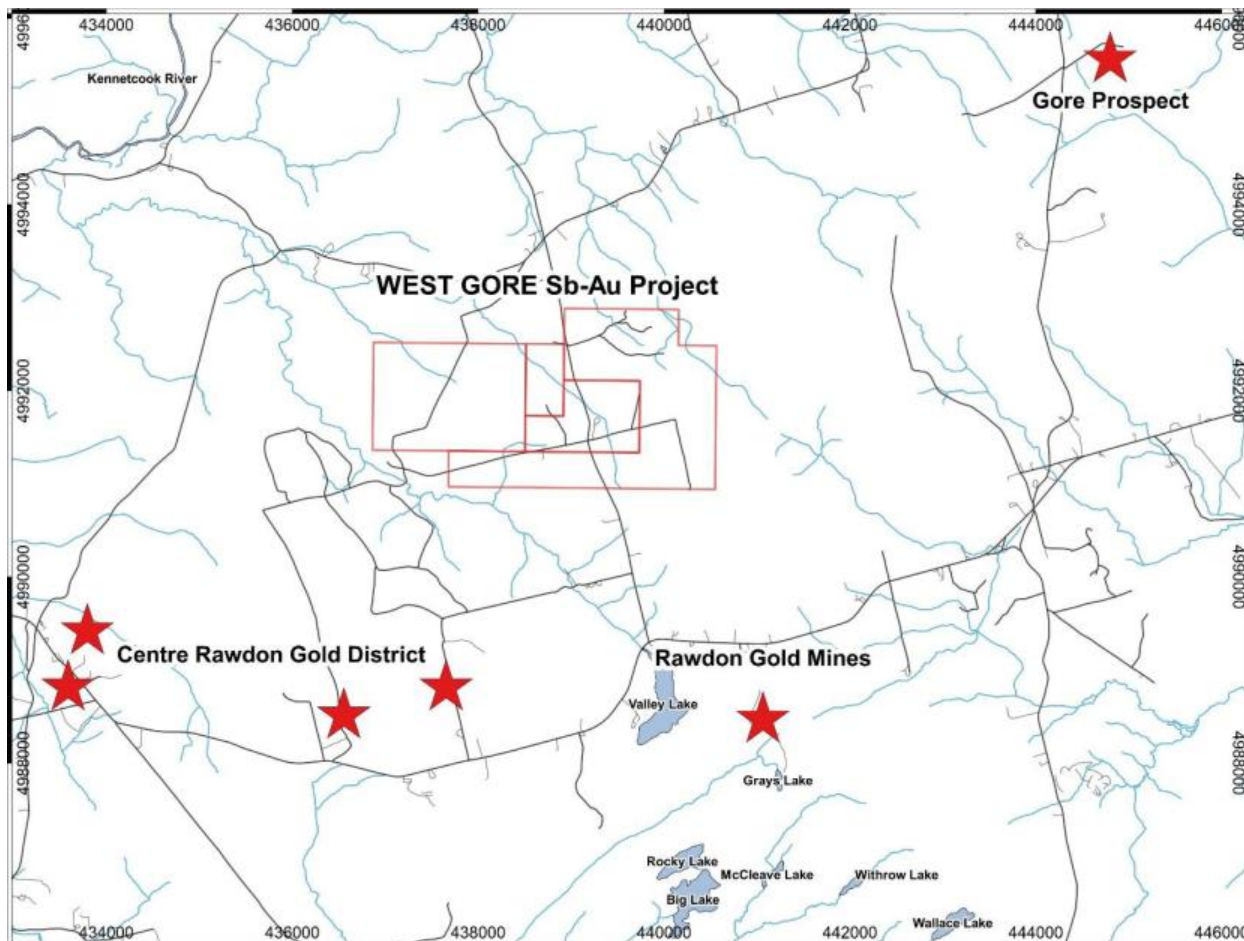 434000
436000
438000
440000
442000
444000
446000
Kennetcook River
Gore Prospect
4994000
4994000
WEST GORE Sb-Au Project
4992000
4992000
4990000
4990000
Centre Rawdon Gold District
Rawdon Gold Mines
Valley Lake
4988000
4988000
Grays Lake
Rocky Lake
McCleave Lake
Withrow Lake
Big Lake
Wallace Lake
434000
436000
438000
440000
442000
444000
446000